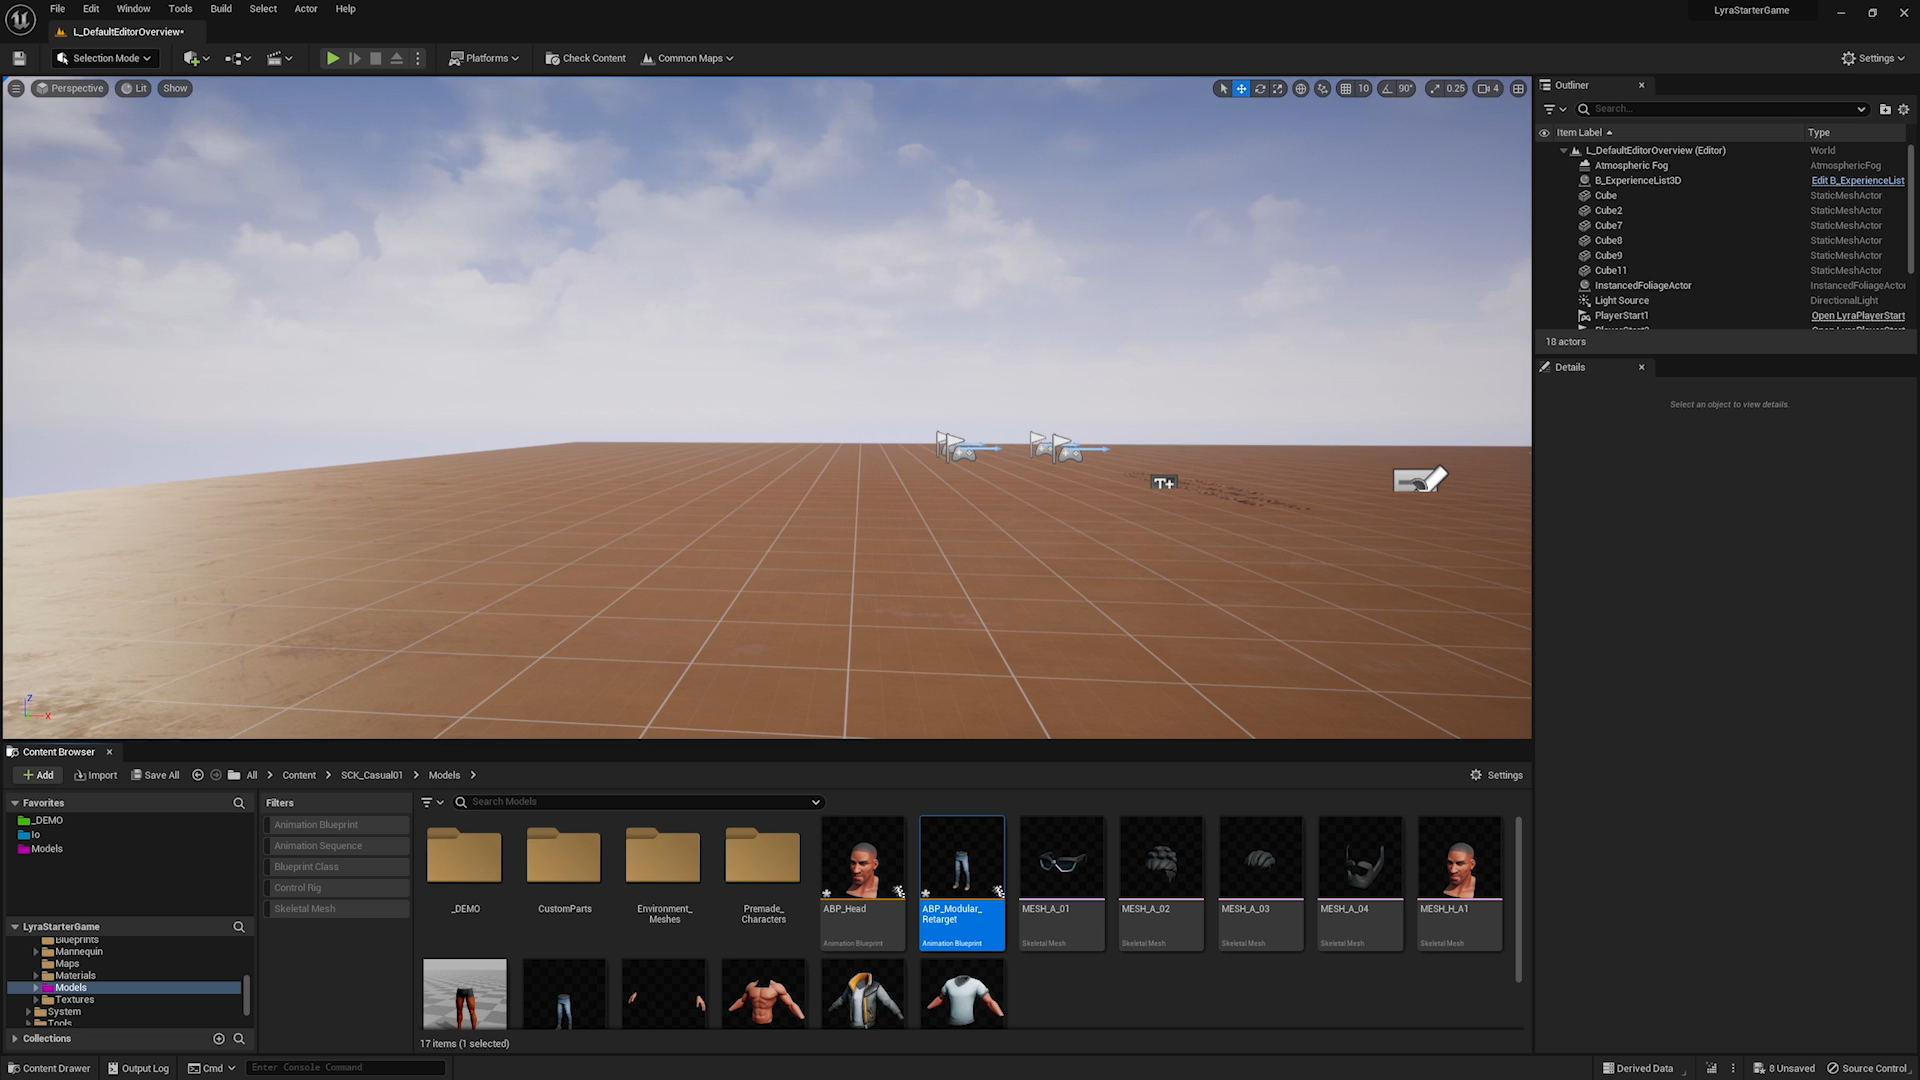 File Edit Window Tools Build Select Actor Help
LyraStarterGame
L_DefaultEditorOverview•
Selection Mode
Platforms
Check Content
Common Maps
Settings
Perspective
Lit
Show
10
90°
0.25
4
Outliner
Search...
Item Label
Type
L_DefaultEditorOverview (Editor)
World
Atmospheric Fog
AtmosphericFog
B_ExperienceList3D
Edit B_ExperienceList
Cube
StaticMeshActor
Cube2
StaticMeshActor
Cube7
StaticMeshActor
Cube8
StaticMeshActor
Cube9
StaticMeshActor
Cube11
StaticMeshActor
InstancedFoliageActor
InstancedFoliageActor
Light Source
DirectionalLight
PlayerStart1
Open LyraPlayerStart
18 actors
Details
Select an object to view details.
T+
Z
X
Content Browser
Add
Import
Save All
All
Content
SCK_Casual01
Models
Settings
Favorites
_DEMO
Io
Models
LyraStarterGame
Blueprints
Mannequin
Maps
Materials
Models
Textures
System
Tools
Collections
Filters
Animation Blueprint
Animation Sequence
Blueprint Class
Control Rig
Skeletal Mesh
Search Models
_DEMO
CustomParts
Environment_
Meshes
Premade_
Characters
ABP_Head
Animation Blueprint
ABP_Modular_
Retarget
Animation Blueprint
MESH_A_01
Skeletal Mesh
MESH_A_02
Skeletal Mesh
MESH_A_03
Skeletal Mesh
MESH_A_04
Skeletal Mesh
MESH_H_A1
Skeletal Mesh
17 items (1 selected)
Content Drawer
Output Log
Cmd
Enter Console Command
Derived Data
8 Unsaved
Source Control